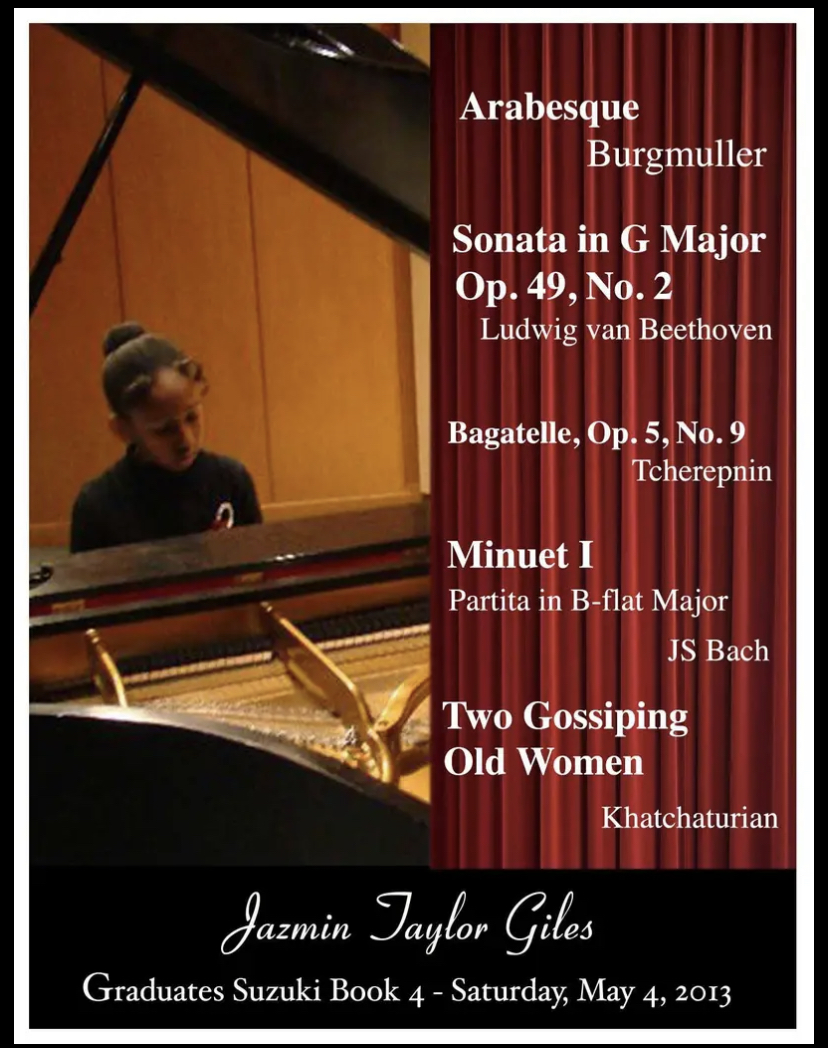 Arabesque
Burgmuller
Sonata in G Major
Op. 49, No. 2
Ludwig van Beethoven
Bagatelle, Op. 5, No. 9
Tcherepnin
Minuet I
Partita in B-flat Major
JS Bach
Two Gossiping
Old Women
Khatchaturian
Jazmin Taylor Giles
Graduates Suzuki Book 4 - Saturday, May 4, 2013